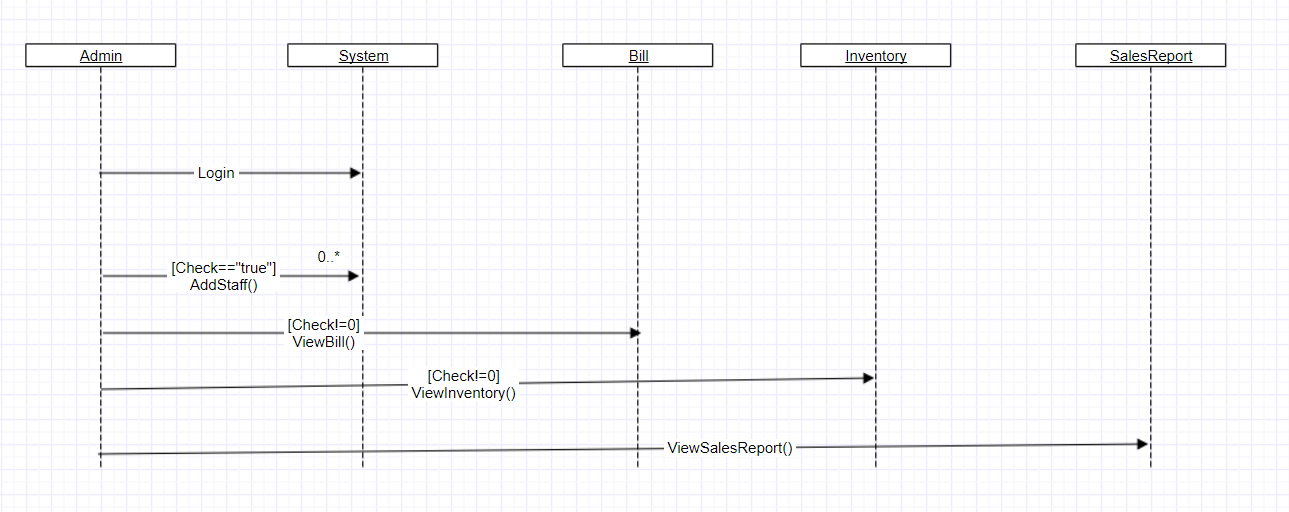 Admin
System
Bill
Inventory
SalesReport
Login
0..*
[Check=="true"]
AddStaff()
[Check!=0]
ViewBill()
[Check!=0]
ViewInventory()
ViewSalesReport()